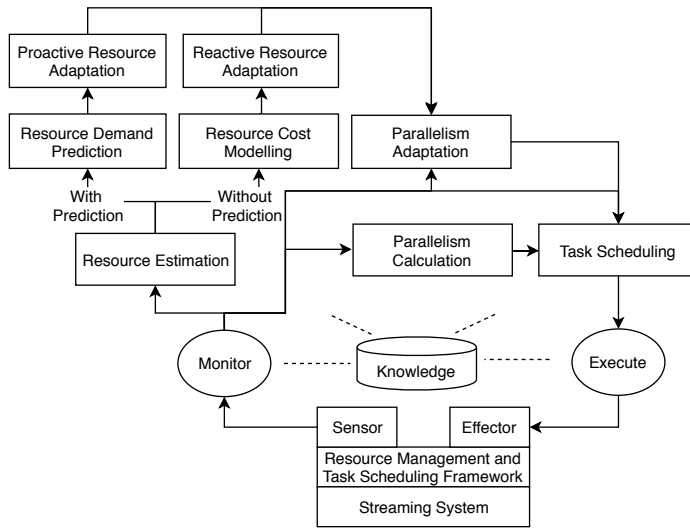 Proactive Resource
Adaptation
Reactive Resource
Adaptation
Resource Demand
Prediction
Resource Cost
Modelling
Parallelism
Adaptation
With
Prediction
Without
Prediction
Resource Estimation
Parallelism
Calculation
Task Scheduling
Monitor
Knowledge
Execute
Sensor
Effector
Resource Management and
Task Scheduling Framework
Streaming System